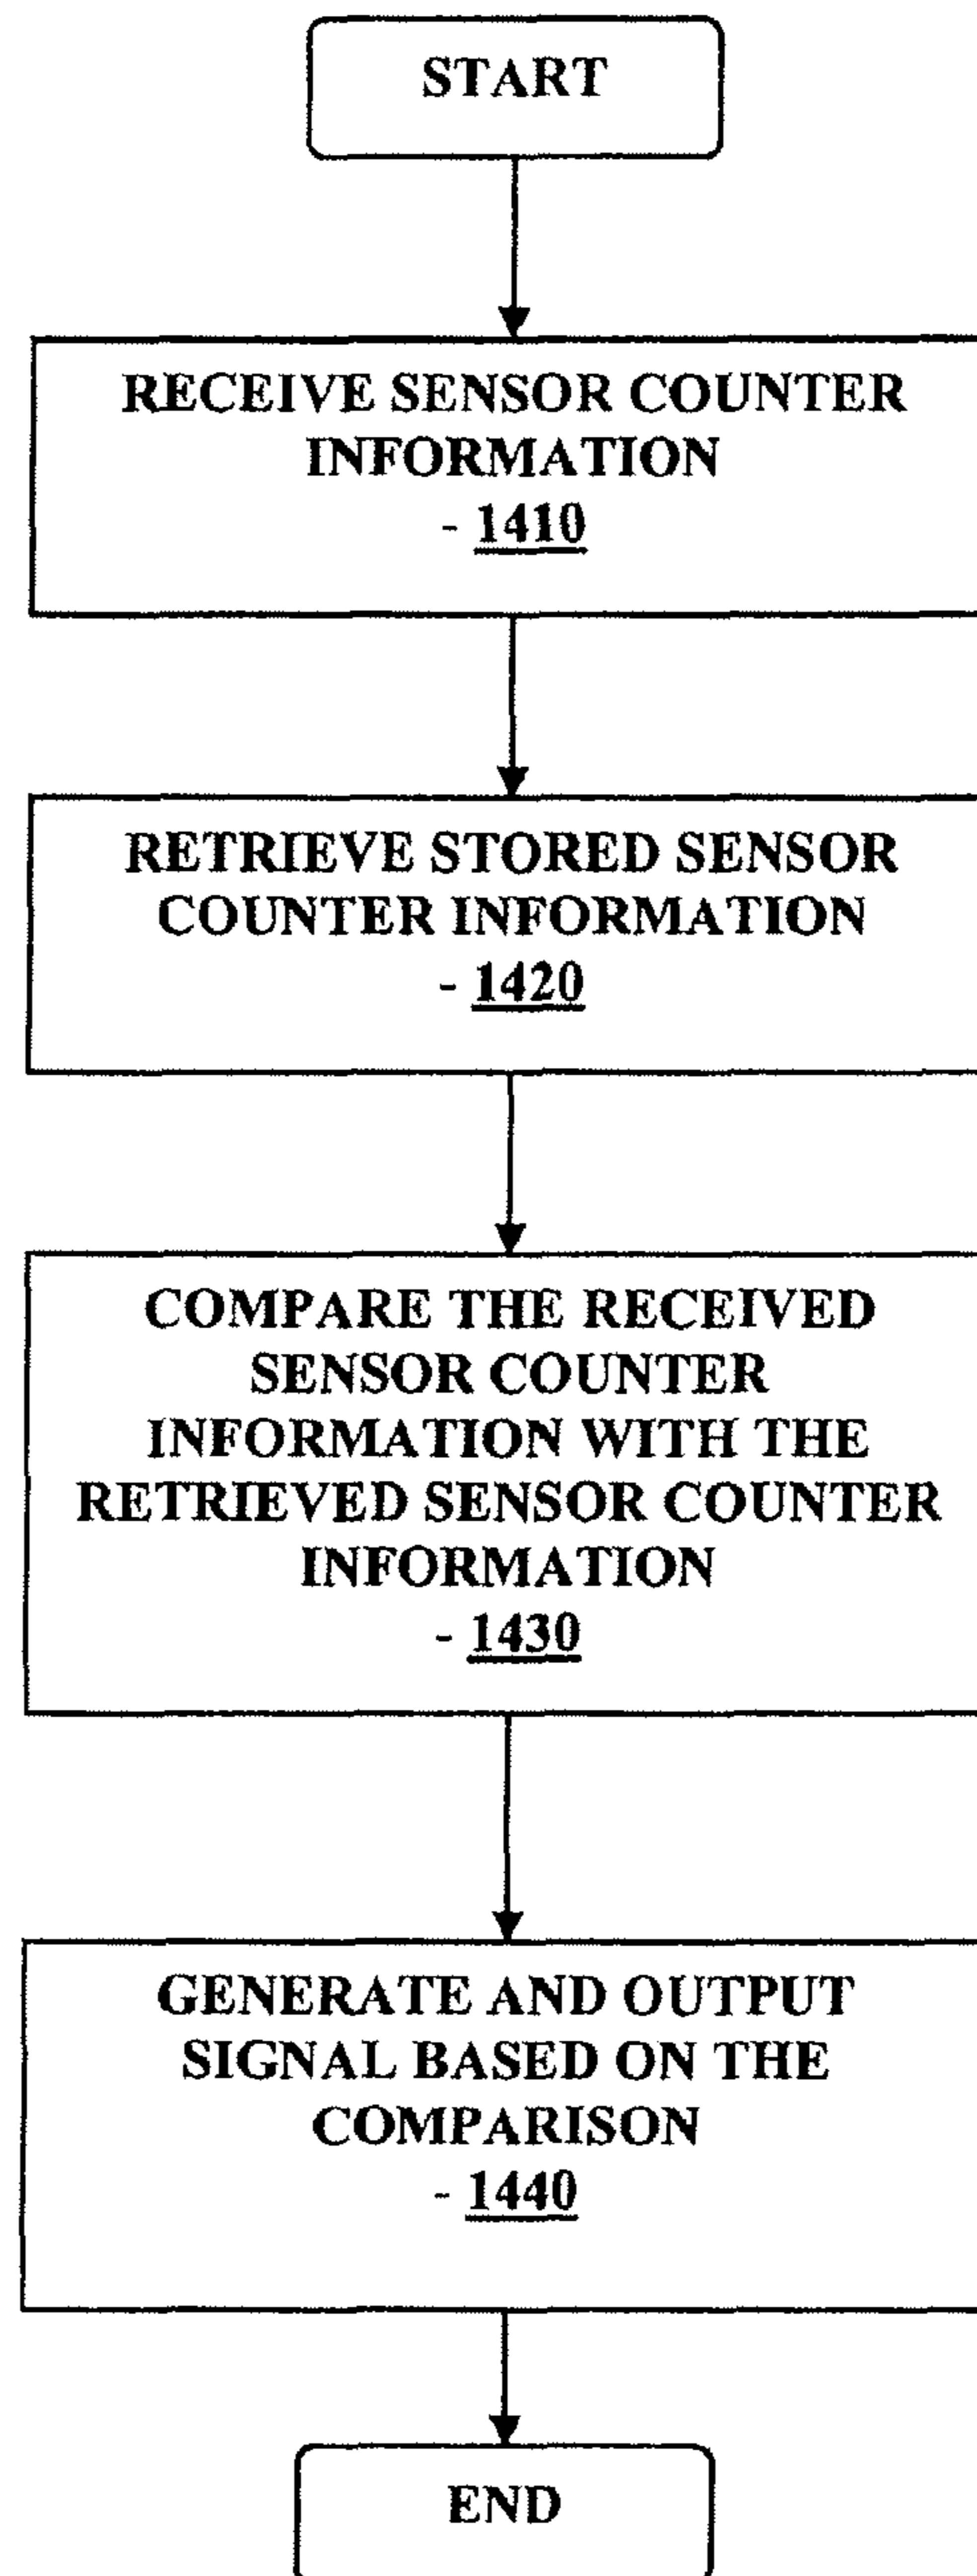 START
RECEIVE SENSOR COUNTER
INFORMATION
- 1410
RETRIEVE STORED SENSOR
COUNTER INFORMATION
- 1420
COMPARE THE RECEIVED
SENSOR COUNTER
INFORMATION WITH THE
RETRIEVED SENSOR COUNTER
INFORMATION
- 1430
GENERATE AND OUTPUT
SIGNAL BASED ON THE
COMPARISON
- 1440
END